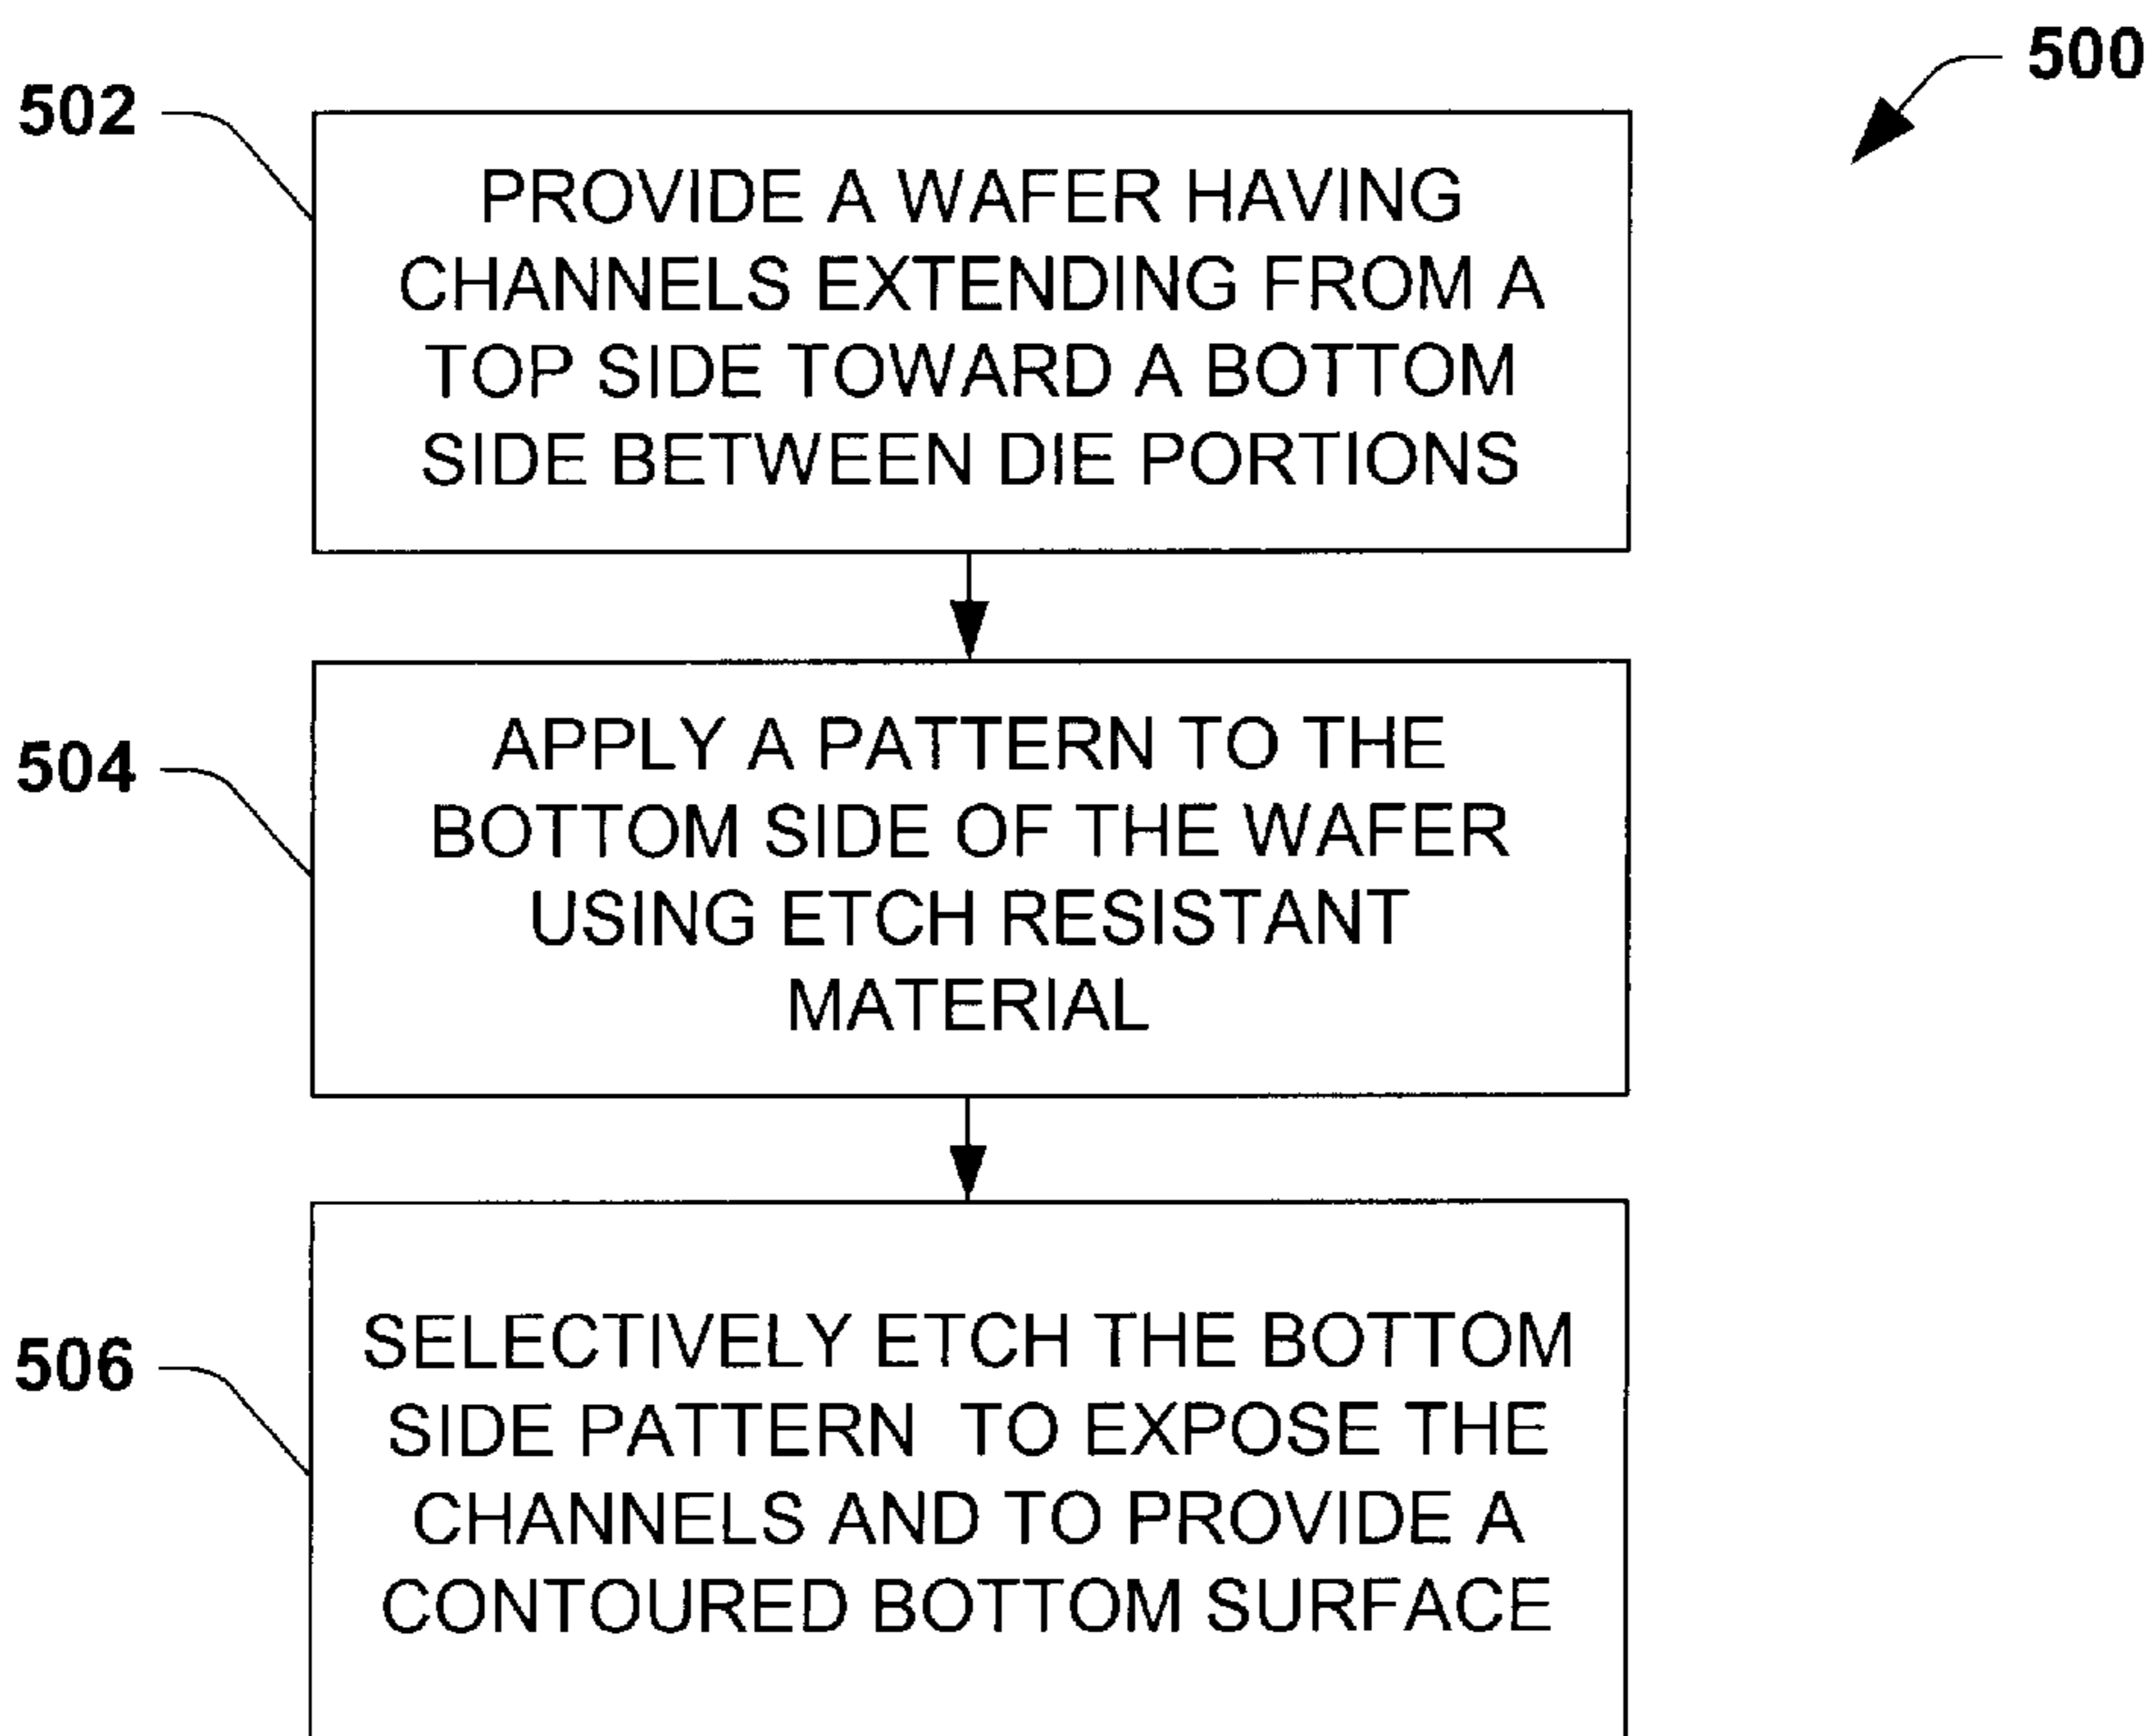 500
502
PROVIDE A WAFER HAVING
CHANNELS EXTENDING FROM A
TOP SIDE TOWARD A BOTTOM
SIDE BETWEEN DIE PORTIONS
504
APPLY A PATTERN TO THE
BOTTOM SIDE OF THE WAFER
USING ETCH RESISTANT
MATERIAL
506
SELECTIVELY ETCH THE BOTTOM
SIDE PATTERN TO EXPOSE THE
CHANNELS AND TO PROVIDE A
CONTOURED BOTTOM SURFACE